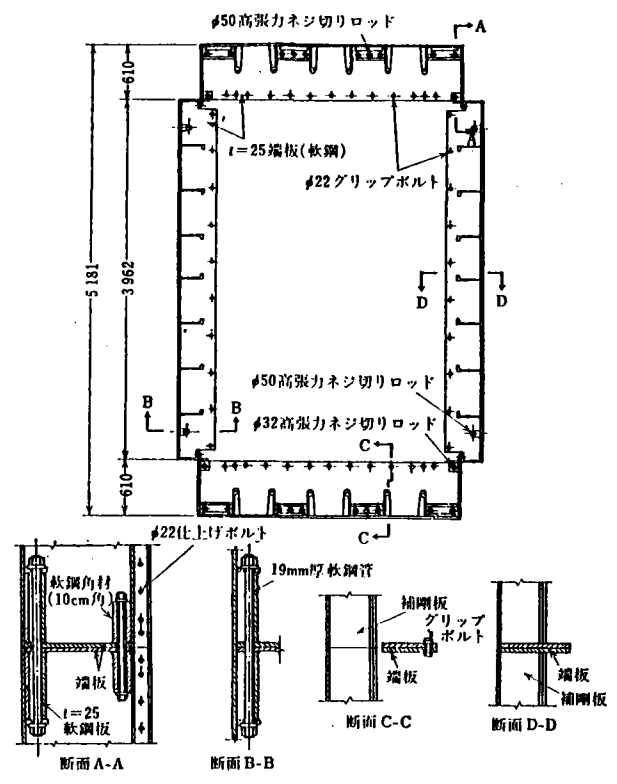 φ50高張力ネジ切りロッド
A
610
t=25端板(軟鋼)
A
φ22グリップボルト
5181
3962
D
D
φ50高張力ネジ切りロッド
B
B
φ32高張力ネジ切りロッド
C
610
C
φ22仕上げボルト
軟鋼角材
(10cm角)
端板
t=25
軟鋼板
断面A-A
19mm厚軟鋼管
断面B-B
補剛板
グリップ
ボルト
端板
断面C-C
端板
補剛板
断面D-D